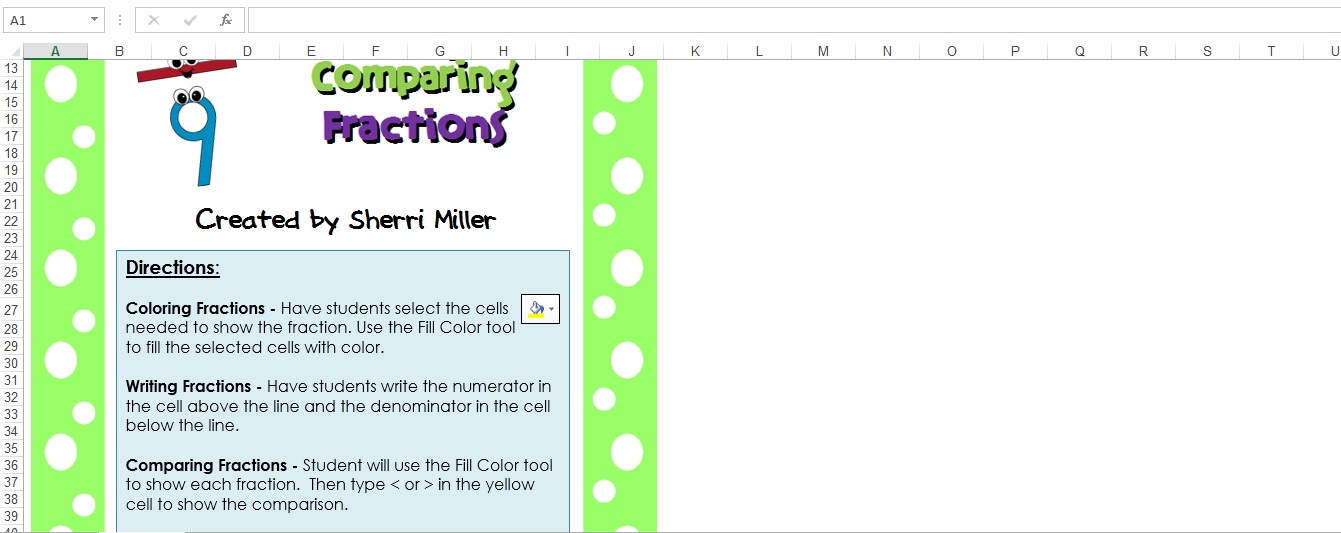 A1
fx
A B C D E F G H I J K L M N O P Q R S T U
13
14
15
16
17
18
19
20
21
22
23
24
25
26
27
28
29
30
31
32
33
34
35
36
37
38
39
9
Comparing
Fractions
Created by Sherri Miller
Directions:
Coloring Fractions - Have students select the cells
needed to show the fraction. Use the Fill Color tool
to fill the selected cells with color.
Writing Fractions - Have students write the numerator in
the cell above the line and the denominator in the cell
below the line.
Comparing Fractions - Student will use the Fill Color tool
to show each fraction.  Then type < or > in the yellow
cell to show the comparison.